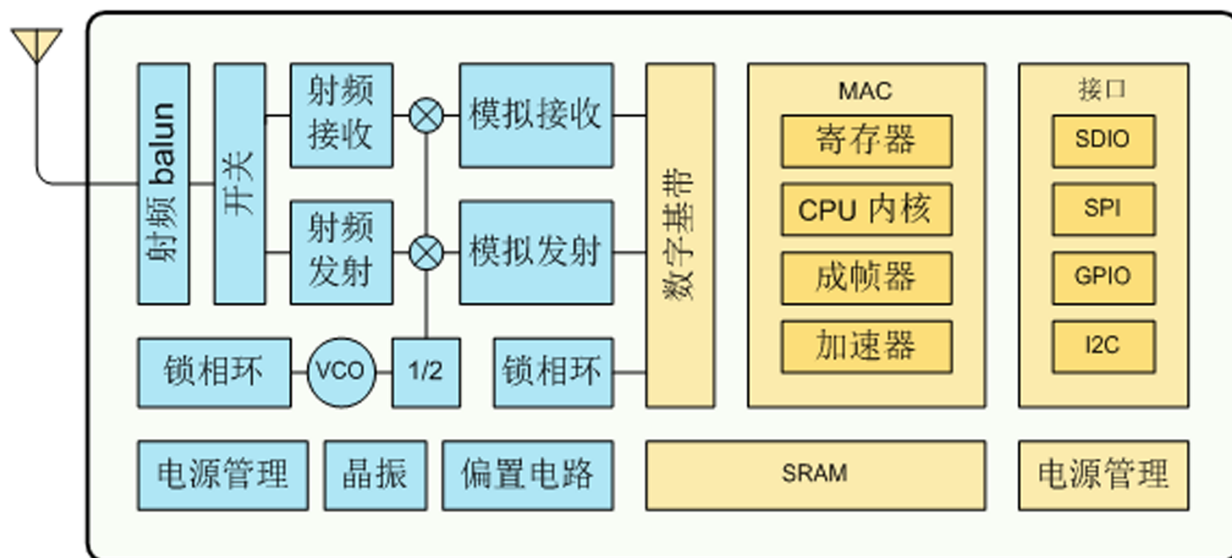 射频 balun
开关
射频
接收
模拟接收
射频
发射
模拟发射
锁相环
VCO
1/2
锁相环
数字基带
MAC
寄存器
CPU 内核
成帧器
加速器
接口
SDIO
SPI
GPIO
I2C
电源管理
晶振
偏置电路
SRAM
电源管理